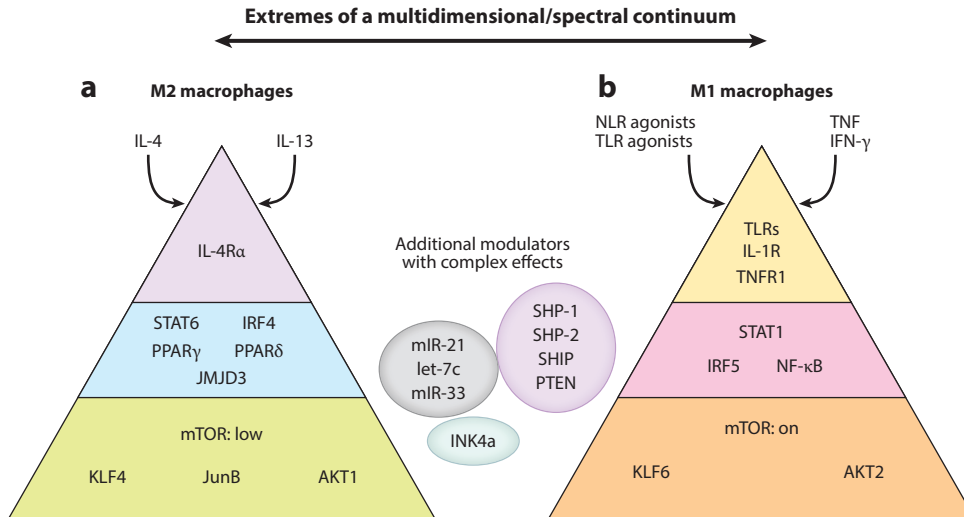 Extremes of a multidimensional/spectral continuum
a
M2 macrophages
IL-4
IL-13
IL-4Rα
STAT6
IRF4
PPARγ
PPARδ
JMJD3
mTOR: low
KLF4
JunB
AKT1
Additional modulators
with complex effects
mIR-21
let-7c
mIR-33
SHP-1
SHP-2
SHIP
PTEN
INK4a
b
M1 macrophages
NLR agonists
TLR agonists
TNF
IFN-γ
TLRs
IL-1R
TNFR1
STAT1
IRF5
NF-κB
mTOR: on
KLF6
AKT2